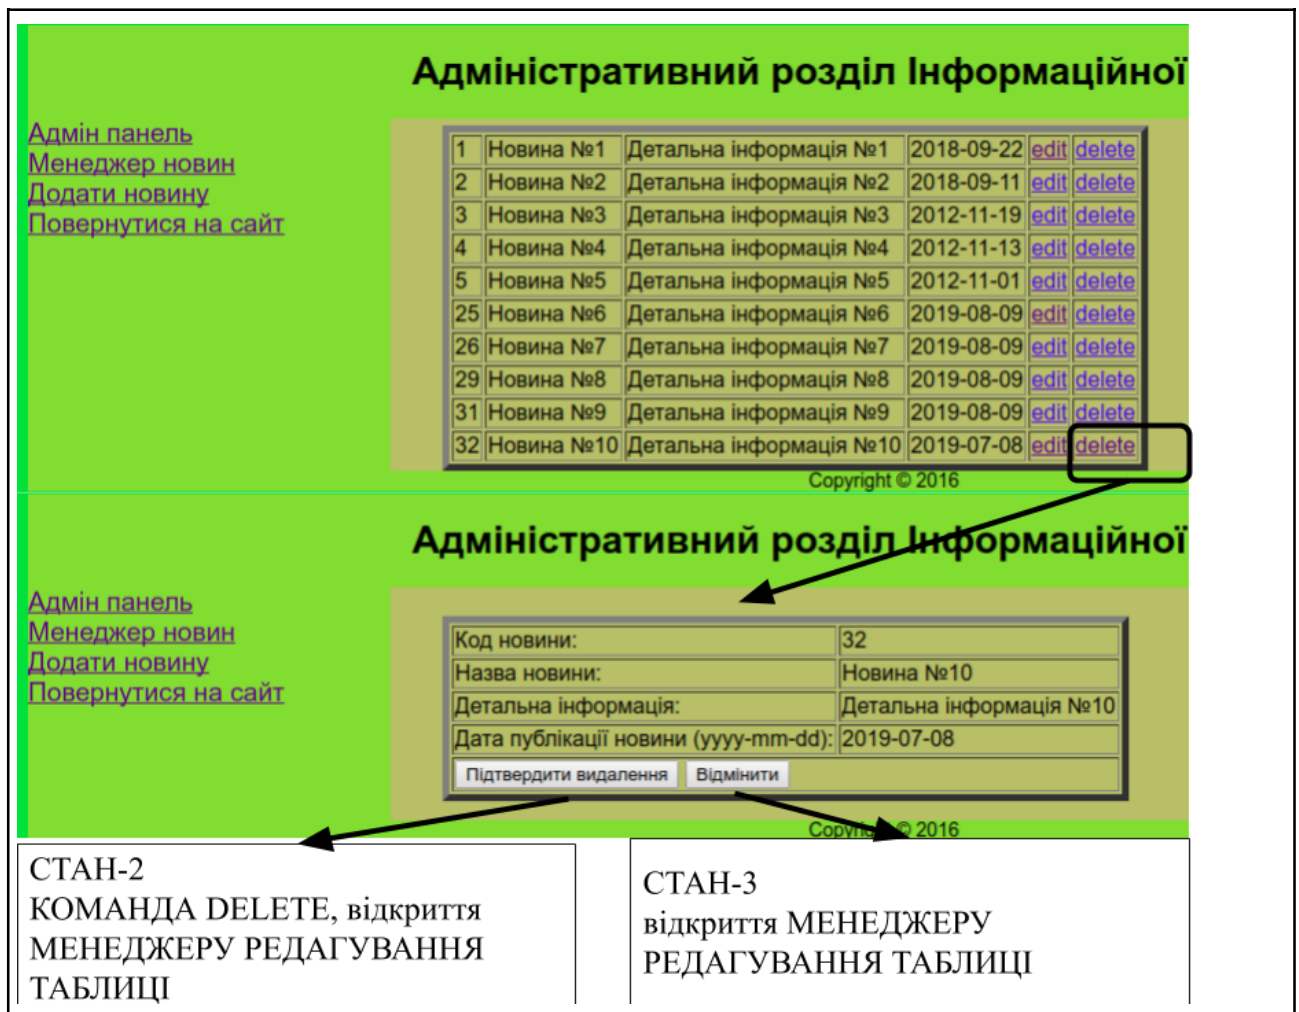 Адміністративний розділ Інформаційної
Адмін панель
Менеджер новин
Додати новину
Повернутися на сайт
1 Новина №1 Детальна інформація №1 2018-09-22 edit delete
2 Новина №2 Детальна інформація №2 2018-09-11 edit delete
3 Новина №3 Детальна інформація №3 2012-11-19 edit delete
4 Новина №4 Детальна інформація №4 2012-11-13 edit delete
5 Новина №5 Детальна інформація №5 2012-11-01 edit delete
25 Новина №6 Детальна інформація №6 2019-08-09 edit delete
26 Новина №7 Детальна інформація №7 2019-08-09 edit delete
29 Новина №8 Детальна інформація №8 2019-08-09 edit delete
31 Новина №9 Детальна інформація №9 2019-08-09 edit delete
32 Новина №10 Детальна інформація №10 2019-07-08 edit delete
Copyright © 2016
Адміністративний розділ Інформаційної
Адмін панель
Менеджер новин
Додати новину
Повернутися на сайт
Код новини: 32
Назва новини: Новина №10
Детальна інформація: Детальна інформація №10
Дата публікації новини (yyyy-mm-dd): 2019-07-08
Підтвердити видалення Відмінити
Copyright © 2016
СТАН-2
КОМАНДА DELETE, відкриття
МЕНЕДЖЕРУ РЕДАГУВАННЯ
ТАБЛИЦІ
СТАН-3
відкриття МЕНЕДЖЕРУ
РЕДАГУВАННЯ ТАБЛИЦІ